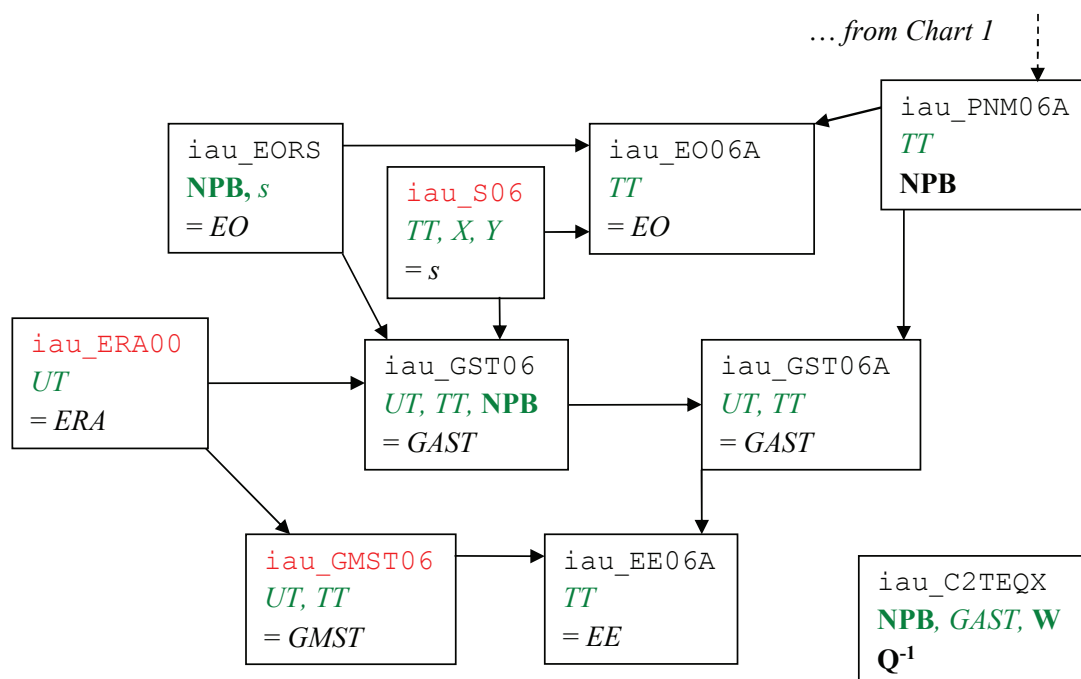 … from Chart 1
iau_PNM06A
TT
NPB
iau_EORS
NPB, s
= EO
iau_S06
TT, X, Y
= s
iau_EO06A
TT
= EO
iau_ERA00
UT
= ERA
iau_GST06
UT, TT, NPB
= GAST
iau_GST06A
UT, TT
= GAST
iau_GMST06
UT, TT
= GMST
iau_EE06A
TT
= EE
iau_C2TEQX
NPB, GAST, W
Q⁻¹